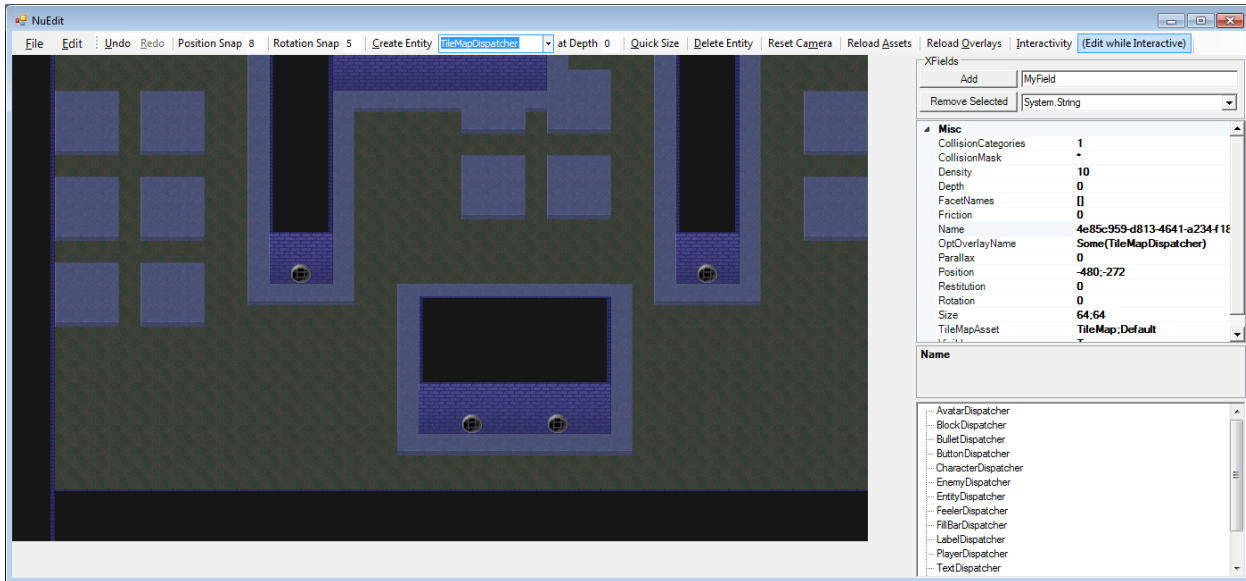 NuEdit
File Edit Undo Redo Position Snap 8 Rotation Snap 5 Create Entity TileMapDispatcher at Depth 0 Quick Size Delete Entity Reset Camera Reload Assets Reload Overlays Interactivity (Edit while Interactive)
XFields
Add MyField
Remove Selected System.String
Misc
CollisionCategories 1
CollisionMask *
Density 10
Depth 0
FacetNames []
Friction 0
Name 4e85c959-d813-4641-a234-f18
OptOverlayName Some(TileMapDispatcher)
Parallax 0
Position -480;-272
Restitution 0
Rotation 0
Size 64;64
TileMapAsset TileMap;Default
Name
AvatarDispatcher
BlockDispatcher
BulletDispatcher
ButtonDispatcher
CharacterDispatcher
EnemyDispatcher
EntityDispatcher
FeelerDispatcher
FillBarDispatcher
LabelDispatcher
PlayerDispatcher
TextDispatcher